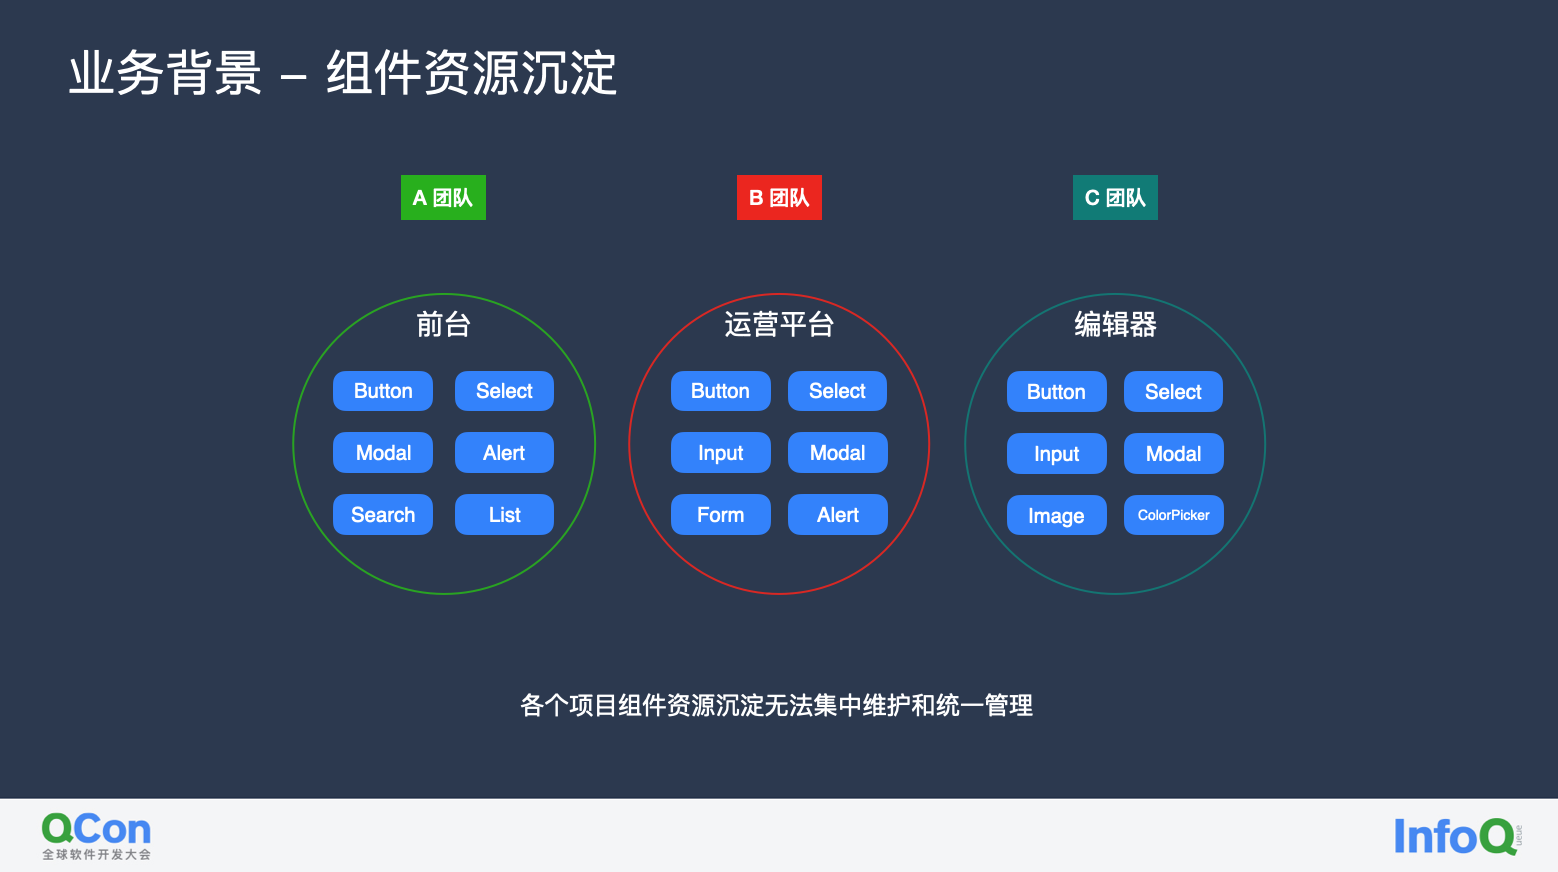 业务背景 – 组件资源沉淀
A 团队
B 团队
C 团队
前台
Button Select
Modal Alert
Search List
运营平台
Button Select
Input Modal
Form Alert
编辑器
Button Select
Input Modal
Image ColorPicker
各个项目组件资源沉淀无法集中维护和统一管理
QCon
全球软件开发大会
InfoQ
ueue